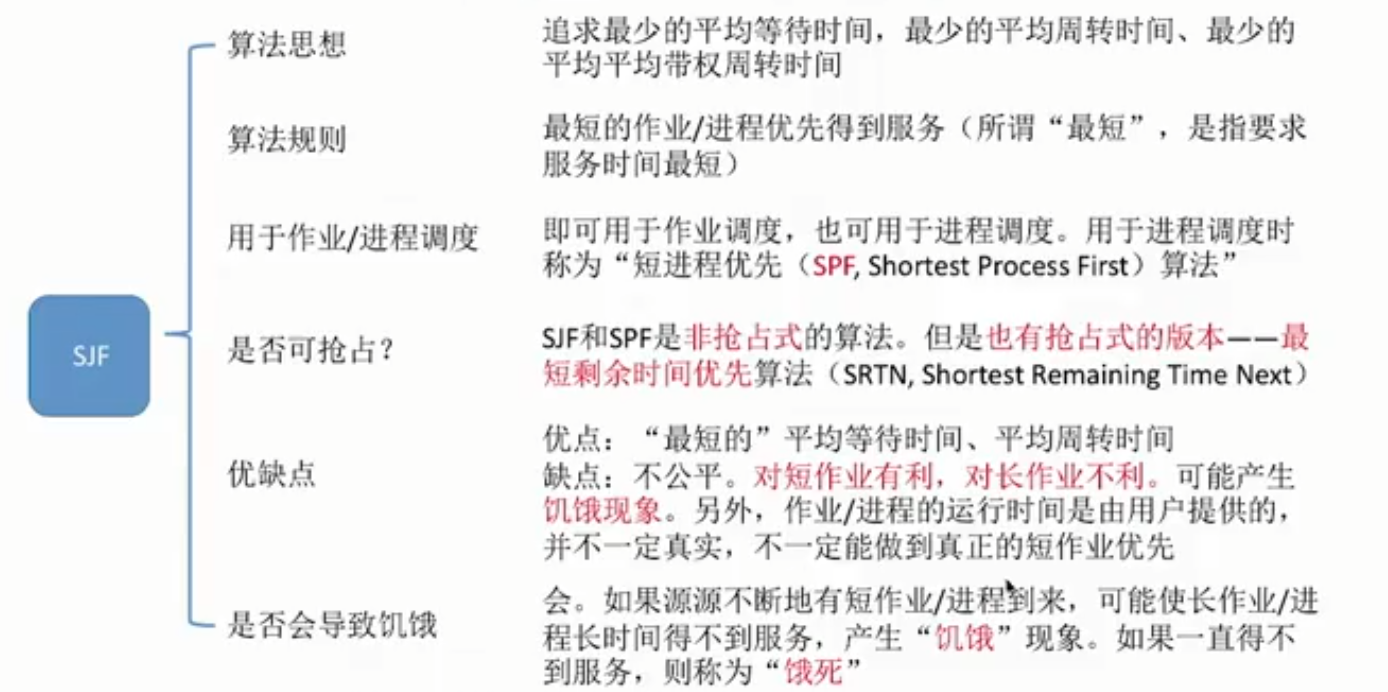 SJF
算法思想
追求最少的平均等待时间，最少的平均周转时间、最少的
平均平均带权周转时间
算法规则
最短的作业/进程优先得到服务（所谓“最短”，是指要求
服务时间最短）
用于作业/进程调度
即可用于作业调度，也可用于进程调度。用于进程调度时
称为“短进程优先（SPF, Shortest Process First）算法”
是否可抢占？
SJF和SPF是非抢占式的算法。但是也有抢占式的版本——最
短剩余时间优先算法（SRTN, Shortest Remaining Time Next）
优缺点
优点：“最短的”平均等待时间、平均周转时间
缺点：不公平。对短作业有利，对长作业不利。可能产生
饥饿现象。另外，作业/进程的运行时间是由用户提供的，
并不一定真实，不一定能做到真正的短作业优先
是否会导致饥饿
会。如果源源不断地有短作业/进程到来，可能使长作业/进
程长时间得不到服务，产生“饥饿”现象。如果一直得不
到服务，则称为“饿死”